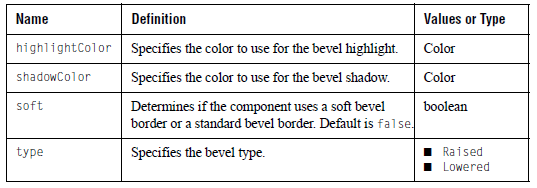 Name Definition Values or Type
highlightColor Specifies the color to use for the bevel highlight. Color
shadowColor Specifies the color to use for the bevel shadow. Color
soft Determines if the component uses a soft bevel boolean
border or a standard bevel border. Default is false.
type Specifies the bevel type. ■ Raised
■ Lowered